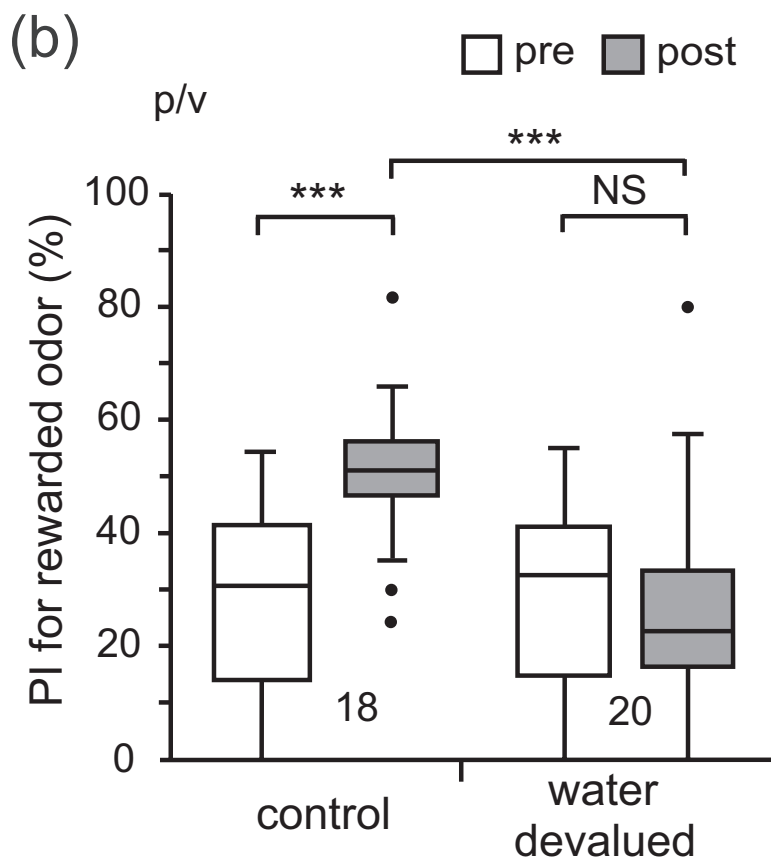 (b)
pre post
p/v
***
*** NS
PI for rewarded odor (%)
100
80
60
40
20
0
18 20
control
water
devalued